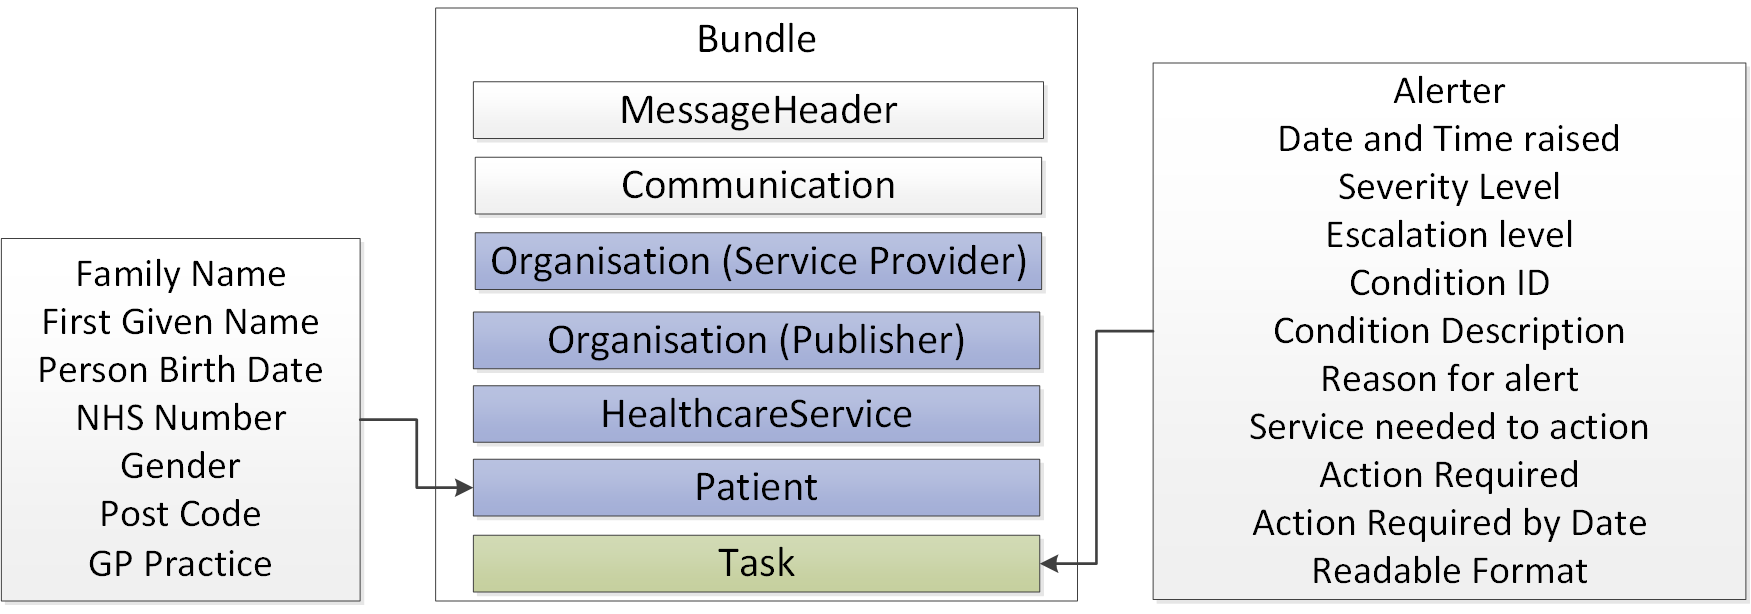 Family Name
First Given Name
Person Birth Date
NHS Number
Gender
Post Code
GP Practice
Bundle
MessageHeader
Communication
Organisation (Service Provider)
Organisation (Publisher)
HealthcareService
Patient
Task
Alerter
Date and Time raised
Severity Level
Escalation level
Condition ID
Condition Description
Reason for alert
Service needed to action
Action Required
Action Required by Date
Readable Format